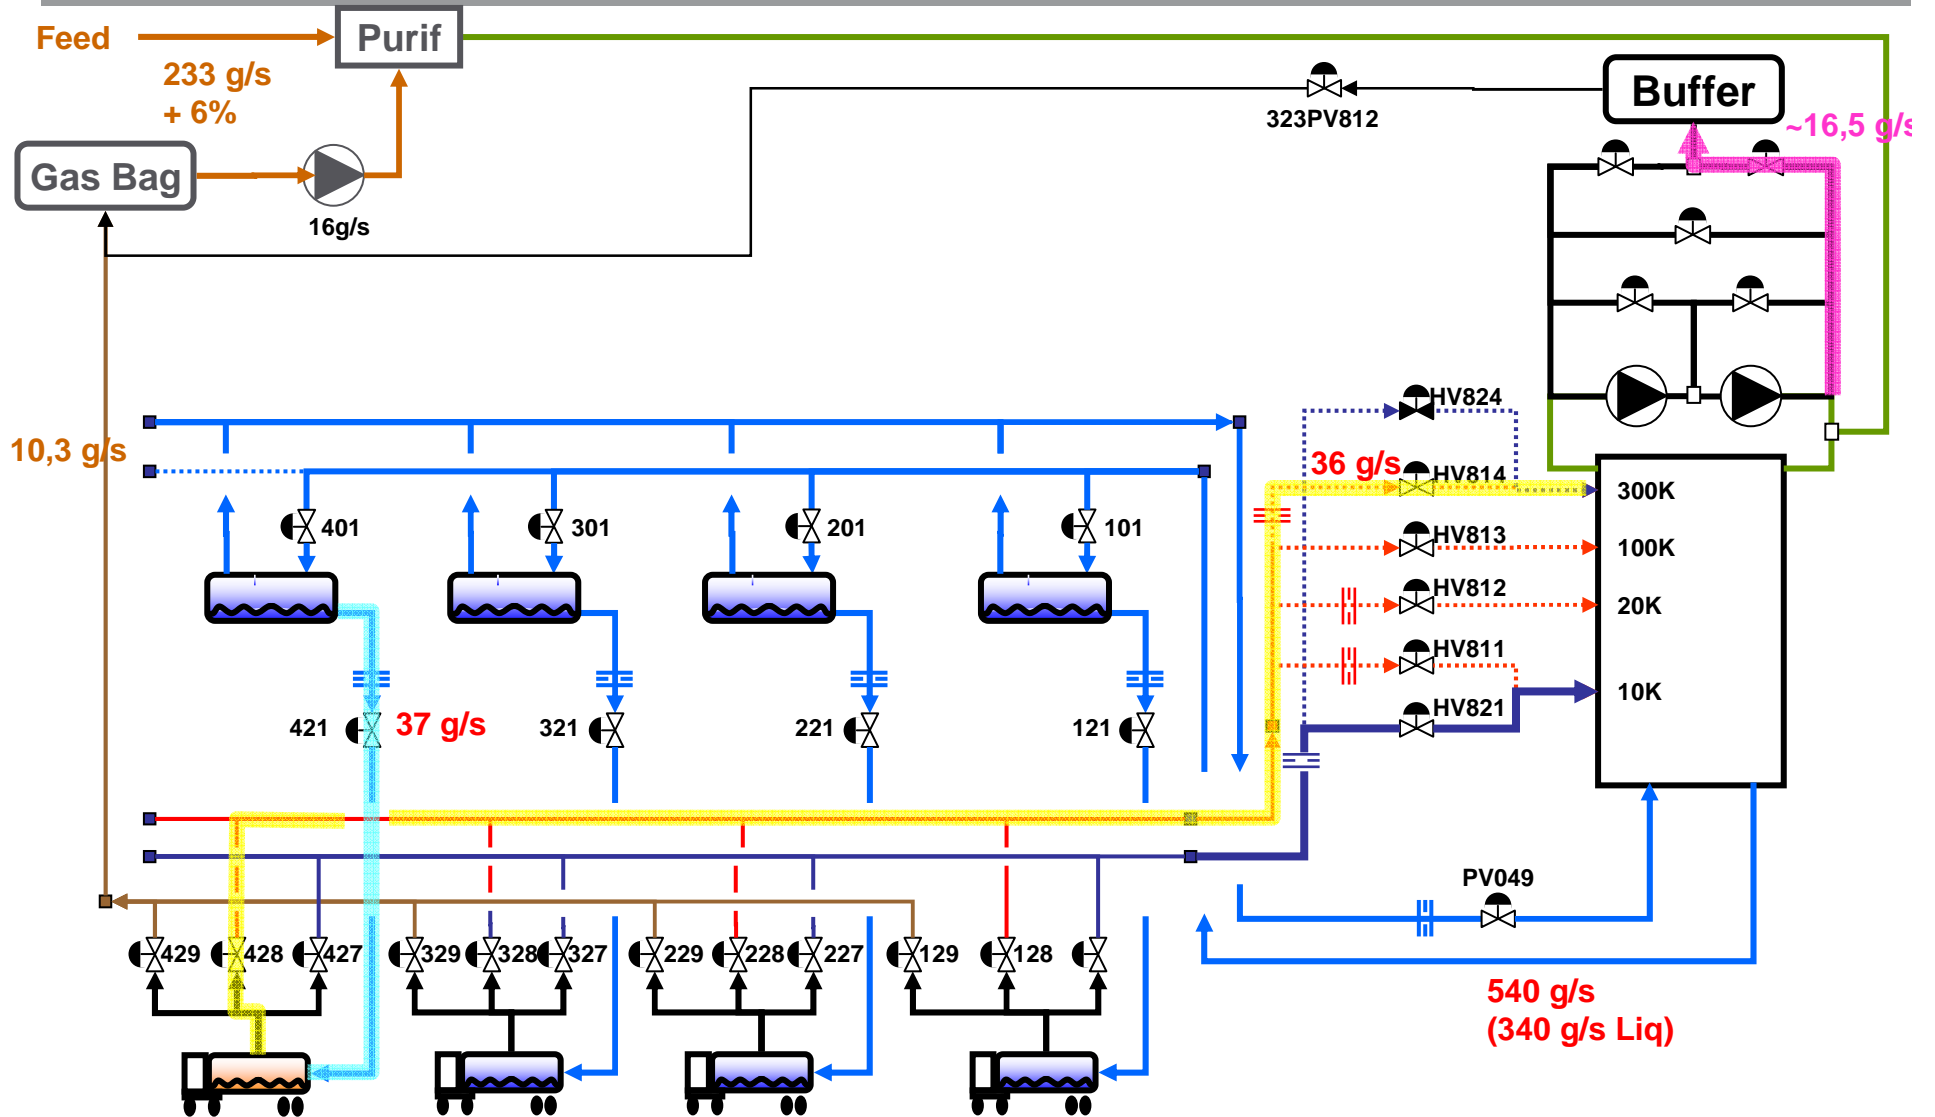 Feed
Purif
233 g/s
+ 6%
Buffer
323PV812
~16,5 g/s
Gas Bag
16g/s
HV824
10,3 g/s
36 g/s
HV814
300K
401
301
201
101
HV813
100K
HV812
20K
HV811
10K
HV821
421
37 g/s
321
221
121
PV049
429
428
427
329
328
327
229
228
227
129
128
540 g/s
(340 g/s Liq)